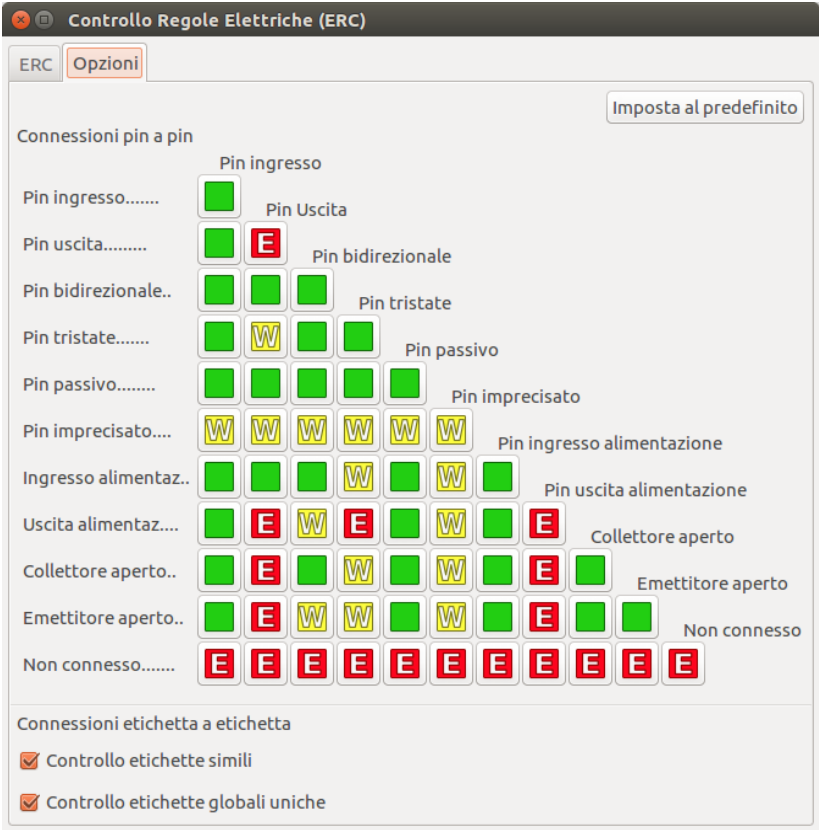 Controllo Regole Elettriche (ERC)
ERC Opzioni
Imposta al predefinito
Connessioni pin a pin
Pin ingresso
Pin ingresso.......
Pin Uscita
Pin uscita......... E
Pin bidirezionale
Pin bidirezionale..
Pin tristate
Pin tristate....... W
Pin passivo
Pin passivo........
Pin imprecisato
Pin imprecisato.... W W W W W W
Pin ingresso alimentazione
Ingresso alimentaz.. W W
Pin uscita alimentazione
Uscita alimentaz.... E W E W E
Collettore aperto
Collettore aperto.. E W W E
Emettitore aperto
Emettitore aperto.. E W W W E
Non connesso
Non connesso....... E E E E E E E E E E E
Connessioni etichetta a etichetta
Controllo etichette simili
Controllo etichette globali uniche